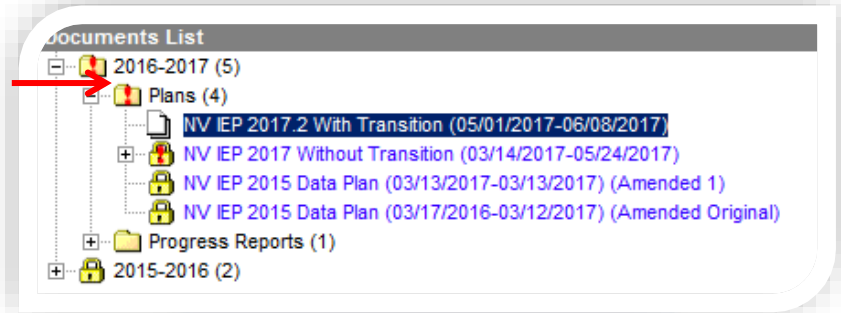 Documents List
2016-2017 (5)
Plans (4)
NV IEP 2017.2 With Transition (05/01/2017-06/08/2017)
NV IEP 2017 Without Transition (03/14/2017-05/24/2017)
NV IEP 2015 Data Plan (03/13/2017-03/13/2017) (Amended 1)
NV IEP 2015 Data Plan (03/17/2016-03/12/2017) (Amended Original)
Progress Reports (1)
2015-2016 (2)